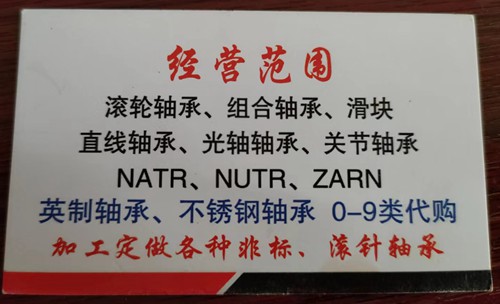 经营范围
滚轮轴承、组合轴承、滑块
直线轴承、光轴轴承、关节轴承
NATR、NUTR、ZARN
英制轴承、不锈钢轴承 0-9类代购
加工定做各种非标、滚针轴承